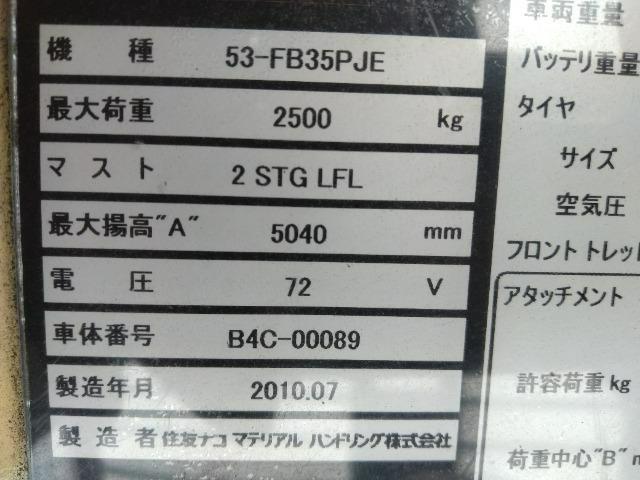 機種 53-FB35PJE
最大荷重 2500 kg
マスト 2 STG LFL
最大揚高"A" 5040 mm
電圧 72 V
車体番号 B4C-00089
製造年月 2010.07
製造者 住友ナコ マテリアル ハンドリング株式会社
車両重量
バッテリ重量
タイヤ
サイズ
空気圧
フロント トレッド
アタッチメント
許容荷重 kg
荷重中心"B" m